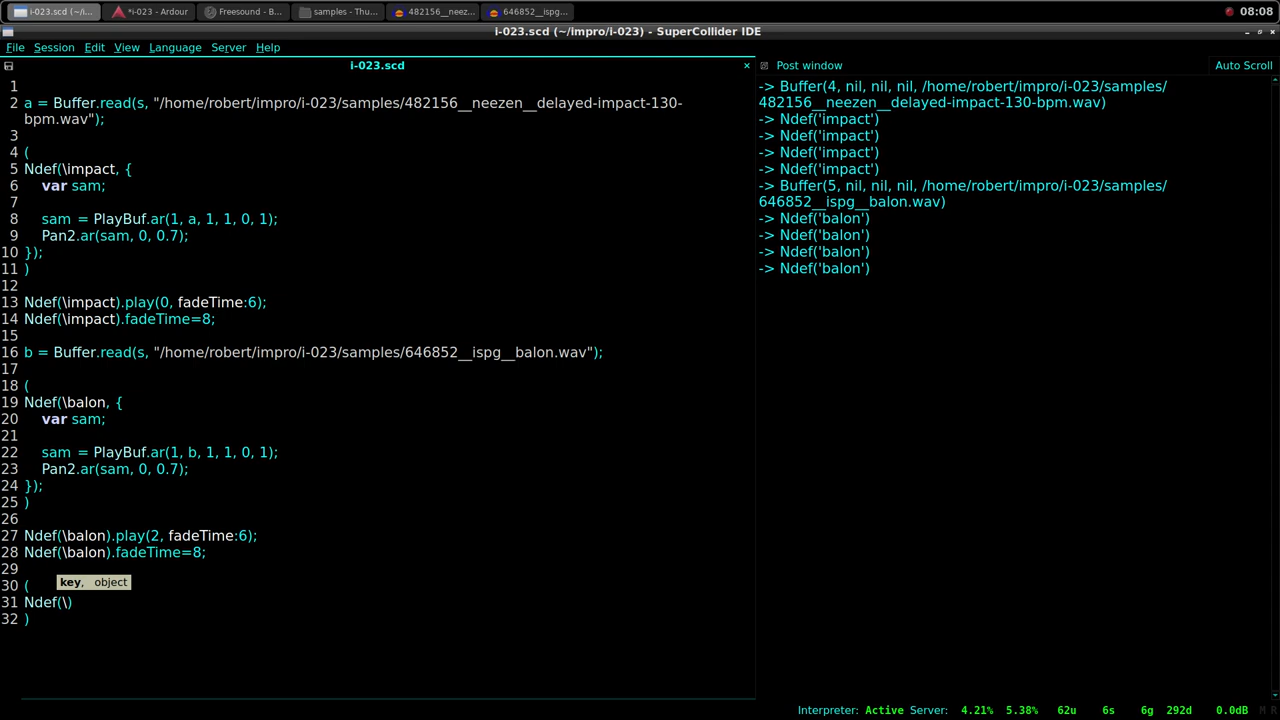 i-023.scd (~/i...
*i-023 - Ardour
Freesound - B...
samples - Thu...
482156__neez...
646852__ispg...
08:08
i-023.scd (~/impro/i-023) - SuperCollider IDE
File Session Edit View Language Server Help
i-023.scd
Post window
Auto Scroll
1
2 a = Buffer.read(s, "/home/robert/impro/i-023/samples/482156__neezen__delayed-impact-130-
bpm.wav");
3
4 (
5 Ndef(\impact, {
6 var sam;
7
8 sam = PlayBuf.ar(1, a, 1, 1, 0, 1);
9 Pan2.ar(sam, 0, 0.7);
10 });
11 )
12
13 Ndef(\impact).play(0, fadeTime:6);
14 Ndef(\impact).fadeTime=8;
15
16 b = Buffer.read(s, "/home/robert/impro/i-023/samples/646852__ispg__balon.wav");
17
18 (
19 Ndef(\balon, {
20 var sam;
21
22 sam = PlayBuf.ar(1, b, 1, 1, 0, 1);
23 Pan2.ar(sam, 0, 0.7);
24 });
25 )
26
27 Ndef(\balon).play(2, fadeTime:6);
28 Ndef(\balon).fadeTime=8;
29
key, object
30 (
31 Ndef(\)
32 )
-> Buffer(4, nil, nil, nil, /home/robert/impro/i-023/samples/
482156__neezen__delayed-impact-130-bpm.wav)
-> Ndef('impact')
-> Ndef('impact')
-> Ndef('impact')
-> Ndef('impact')
-> Buffer(5, nil, nil, nil, /home/robert/impro/i-023/samples/
646852__ispg__balon.wav)
-> Ndef('balon')
-> Ndef('balon')
-> Ndef('balon')
-> Ndef('balon')
Interpreter: Active Server: 4.21% 5.38% 62u 6s 6g 292d 0.0dB M R